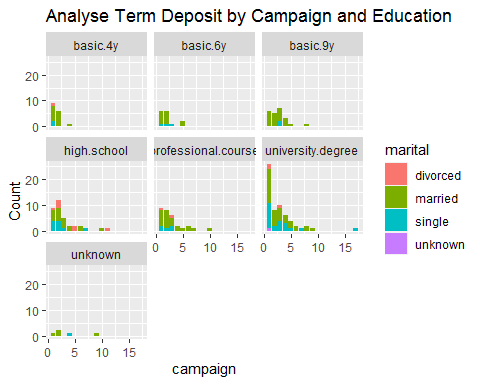 Analyse Term Deposit by Campaign and Education
basic.4y
basic.6y
basic.9y
20
10
0
high.school
professional.course
university.degree
20
10
0
unknown
0 5 10 15
0 5 10 15
20
10
0
0 5 10 15
Count
campaign
marital
divorced
married
single
unknown